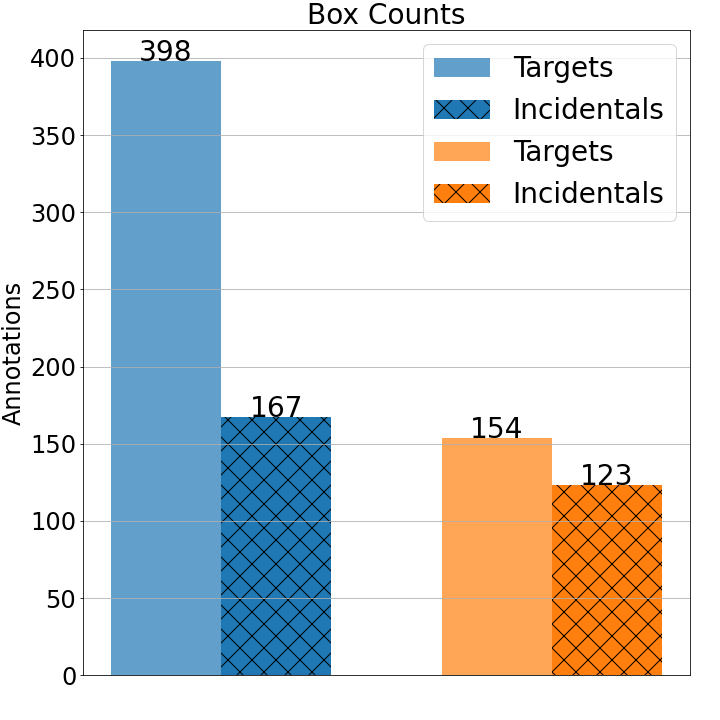 Box Counts
Annotations
400
350
300
250
200
150
100
50
0
398
167
154
123
Targets
Incidentals
Targets
Incidentals